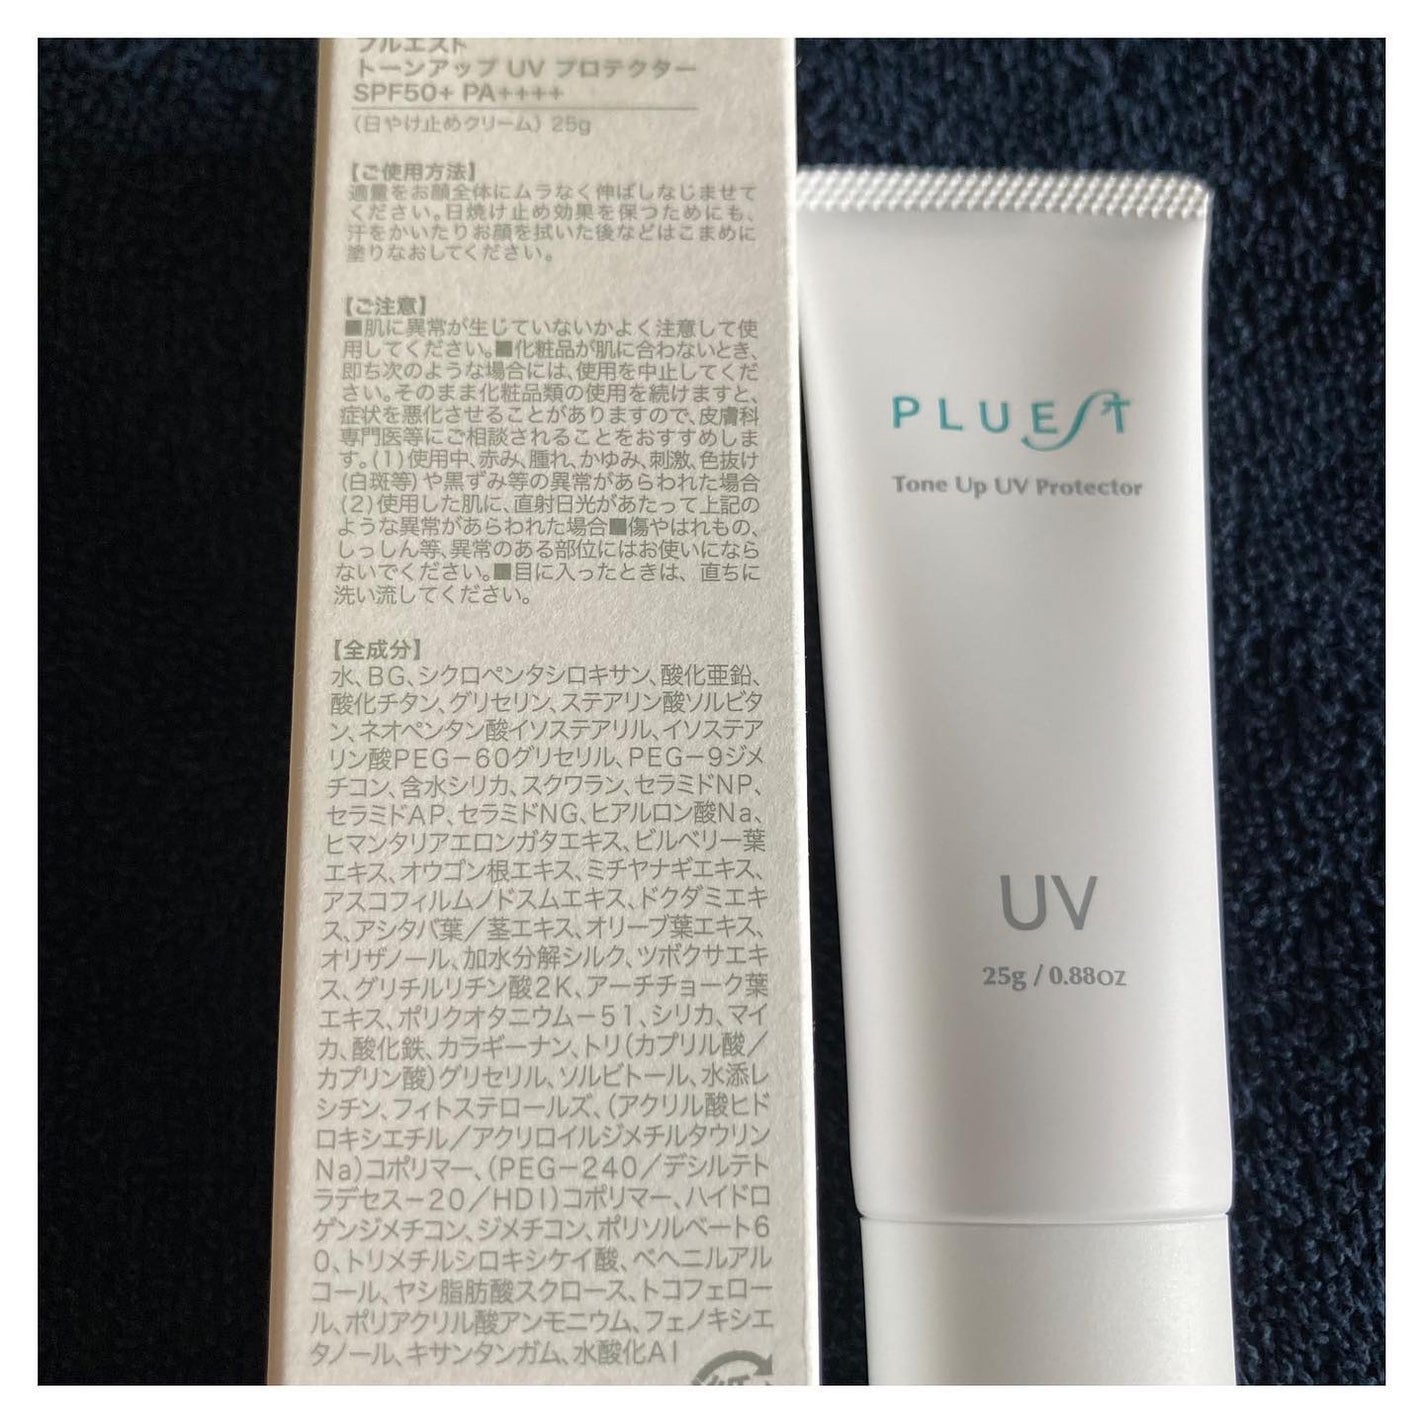 プルエスト
トーンアップ UV プロテクター
SPF50+ PA++++
(日やけ止めクリーム) 25g
【ご使用方法】
適量をお顔全体にムラなく伸ばしなじませて
ください。日焼け止め効果を保つためにも、
汗をかいたりお顔を拭いた後などはこまめに
塗りなおしてください。
【ご注意】
■肌に異常が生じていないかよく注意して使
用してください。■化粧品が肌に合わないとき、
即ち次のような場合には、使用を中止してくだ
さい。そのまま化粧品類の使用を続けますと、
症状を悪化させることがありますので、皮膚科
専門医等にご相談されることをおすすめしま
す。(1)使用中、赤み、腫れ、かゆみ、刺激、色抜け
(白斑等)や黒ずみ等の異常があらわれた場合
(2)使用した肌に、直射日光があたって上記の
ような異常があらわれた場合■傷やはれもの、
しっしん等、異常のある部位にはお使いになら
ないでください。■目に入ったときは、直ちに
洗い流してください。
【全成分】
水、BG、シクロペンタシロキサン、酸化亜鉛、
酸化チタン、グリセリン、ステアリン酸ソルビタ
ン、ネオペンタン酸イソステアリル、イソステア
リン酸PEG-60グリセリル、PEG-9ジメ
チコン、含水シリカ、スクワラン、セラミドNP、
セラミドAP、セラミドNG、ヒアルロン酸Na、
ヒマンタリアエロンガタエキス、ビルベリー葉
エキス、オウゴン根エキス、ミチヤナギエキス、
アスコフィルムノドスムエキス、ドクダミエキ
ス、アシタバ葉/茎エキス、オリーブ葉エキス、
オリザノール、加水分解シルク、ツボクサエキ
ス、グリチルリチン酸2K、アーチチョーク葉
エキス、ポリクオタニウム-51、シリカ、マイ
カ、酸化鉄、カラギーナン、トリ(カプリル酸/
カプリン酸)グリセリル、ソルビトール、水添レ
シチン、フィトステロールズ、(アクリル酸ヒド
ロキシエチル/アクリロイルジメチルタウリン
Na)コポリマー、(PEG-240/デシルテト
ラデセス-20/HDI)コポリマー、ハイドロ
ゲンジメチコン、ジメチコン、ポリソルベート6
0、トリメチルシロキシケイ酸、ベヘニルアル
コール、ヤシ脂肪酸スクロース、トコフェロー
ル、ポリアクリル酸アンモニウム、フェノキシエ
タノール、キサンタンガム、水酸化Al
PLUEST
Tone Up UV Protector
UV
25g / 0.88OZ